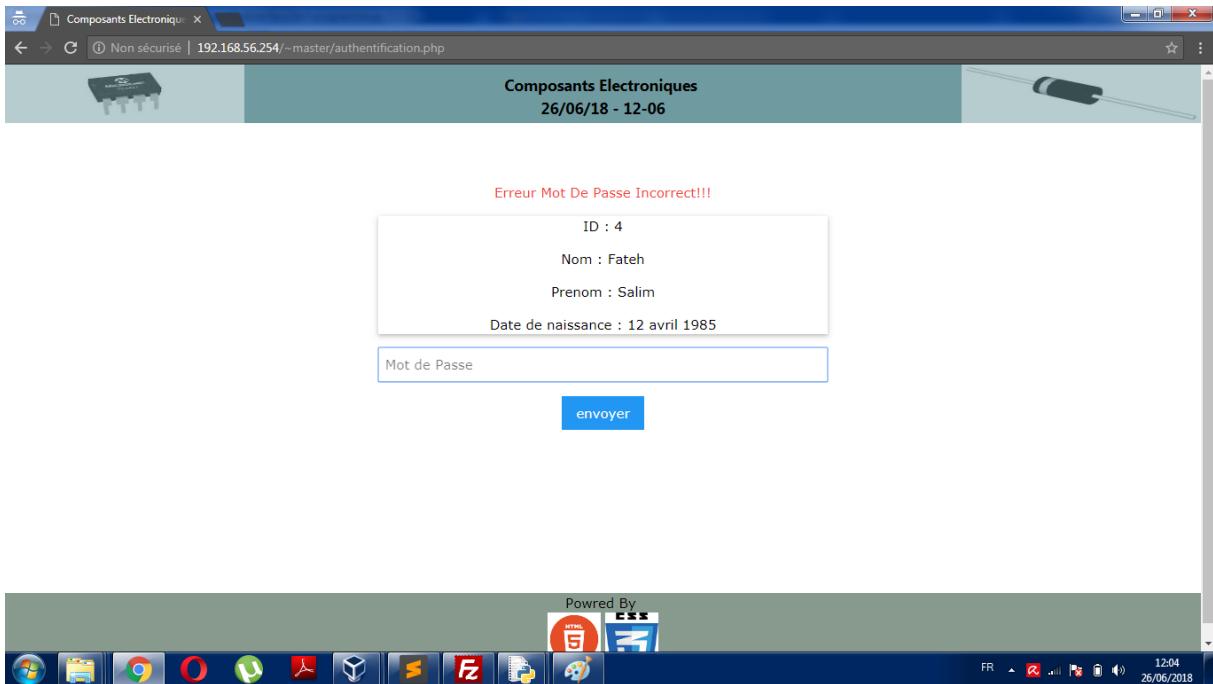 Composants Electronique
Non sécurisé | 192.168.56.254/~master/authentification.php
Composants Electroniques
26/06/18 - 12-06
Erreur Mot De Passe Incorrect!!!
ID : 4
Nom : Fateh
Prenom : Salim
Date de naissance : 12 avril 1985
Mot de Passe
envoyer
Powred By
HTML
5
CSS
FR
12:04
26/06/2018